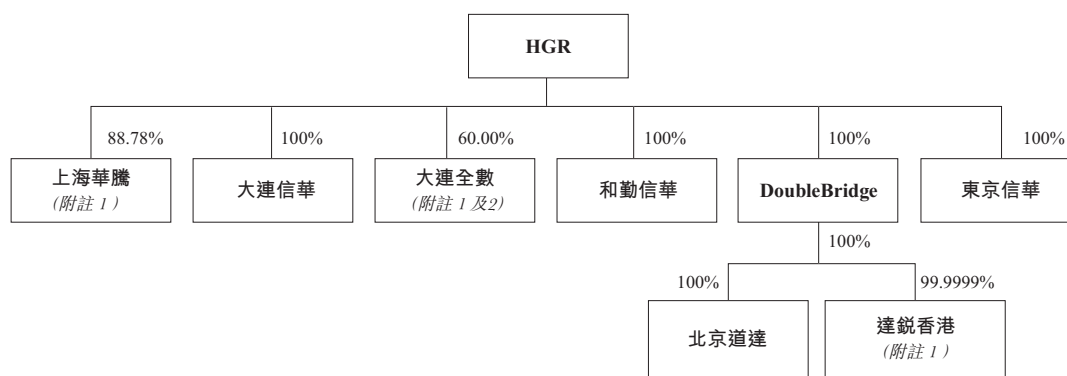 HGR
88.78%
100%
60.00%
100%
100%
100%
上海華騰
(附註 1)
大連信華
大連全數
(附註 1 及2)
和勤信華
DoubleBridge
東京信華
100%
100%
99.9999%
北京道達
達銳香港
(附註 1)